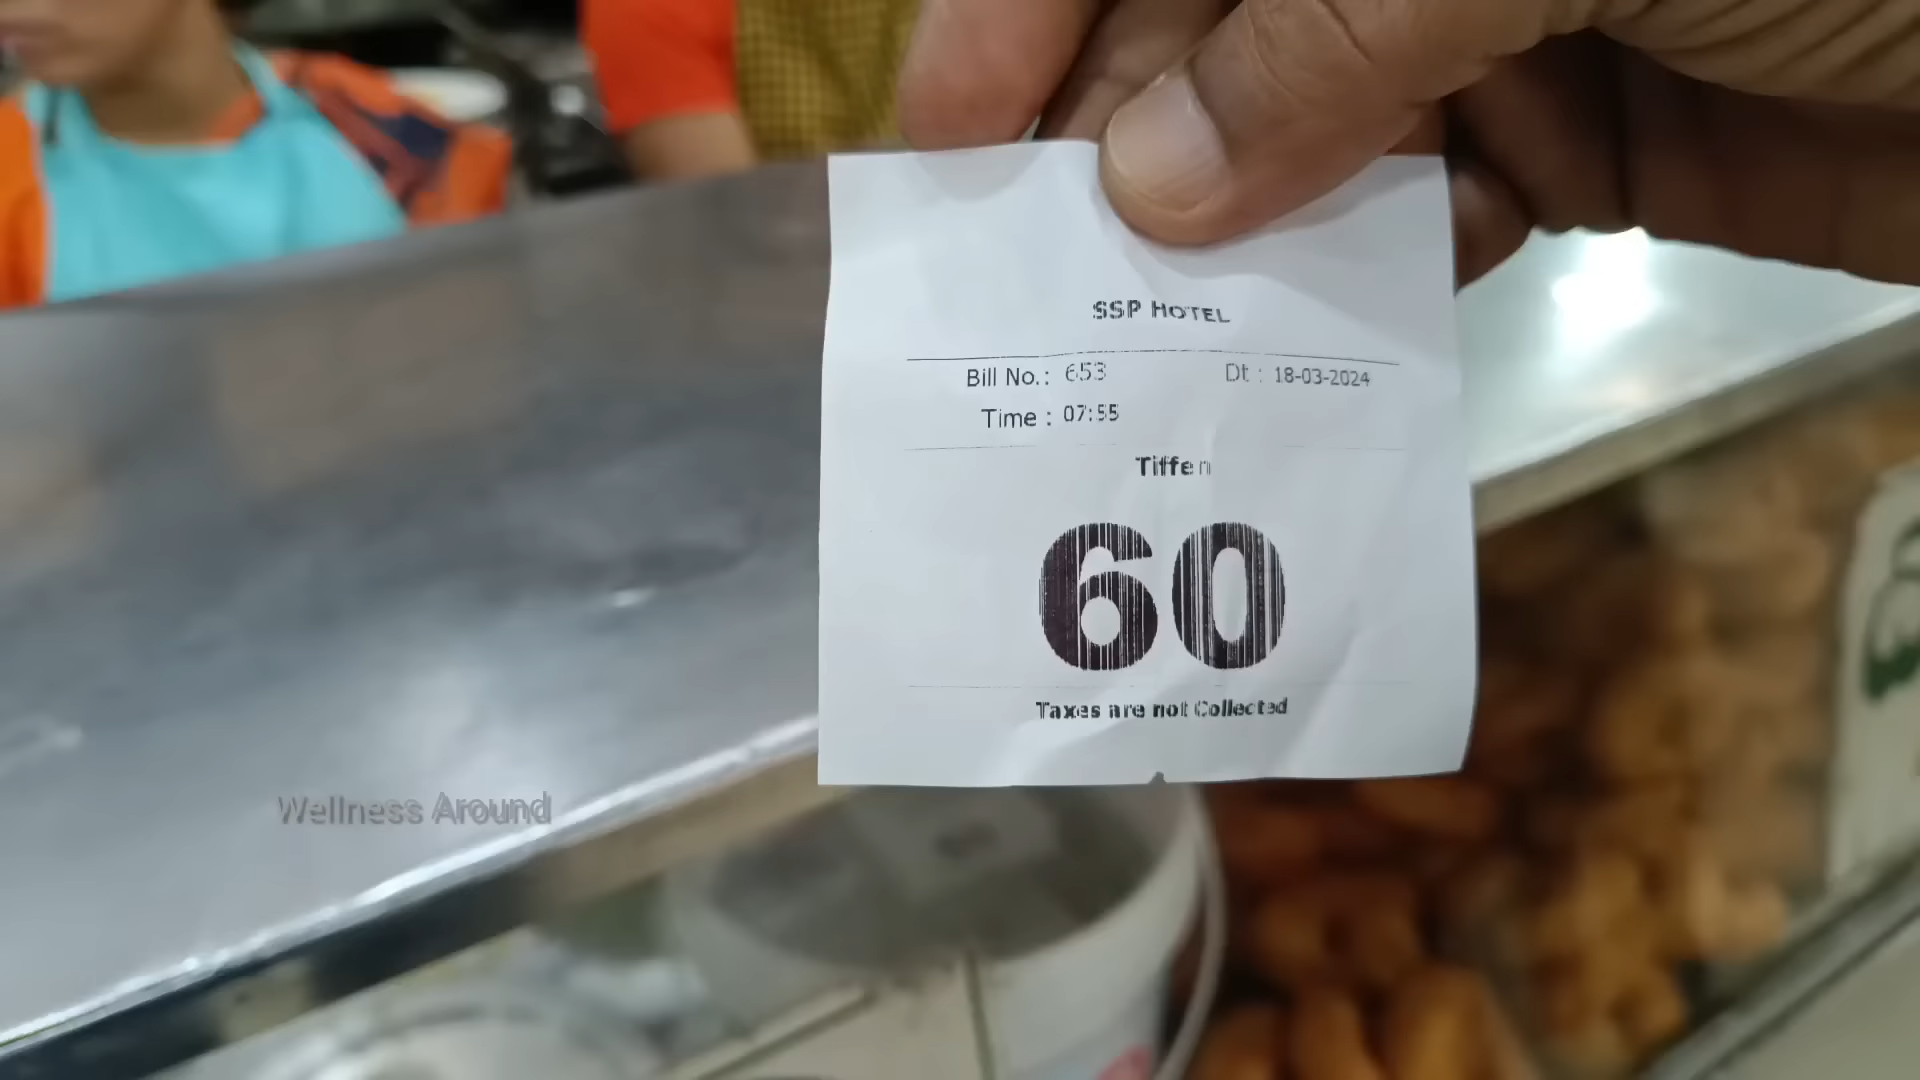 SSP HOTEL
Bill No.: 653 Dt : 18-03-2024
Time : 07:55
Tiffen
60
Taxes are not Collected
Wellness Around